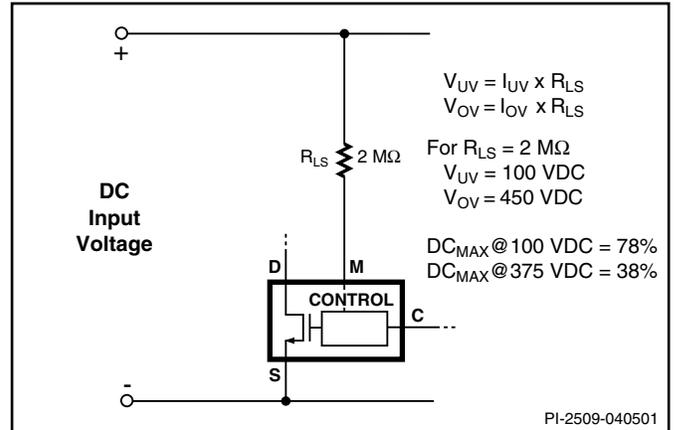 +
V_UV = I_UV x R_LS
V_OV = I_OV x R_LS
For R_LS = 2 MΩ
V_UV = 100 VDC
V_OV = 450 VDC
DC_MAX@100 VDC = 78%
DC_MAX@375 VDC = 38%
R_LS 2 MΩ
DC
Input
Voltage
D
M
CONTROL
C
S
-
PI-2509-040501